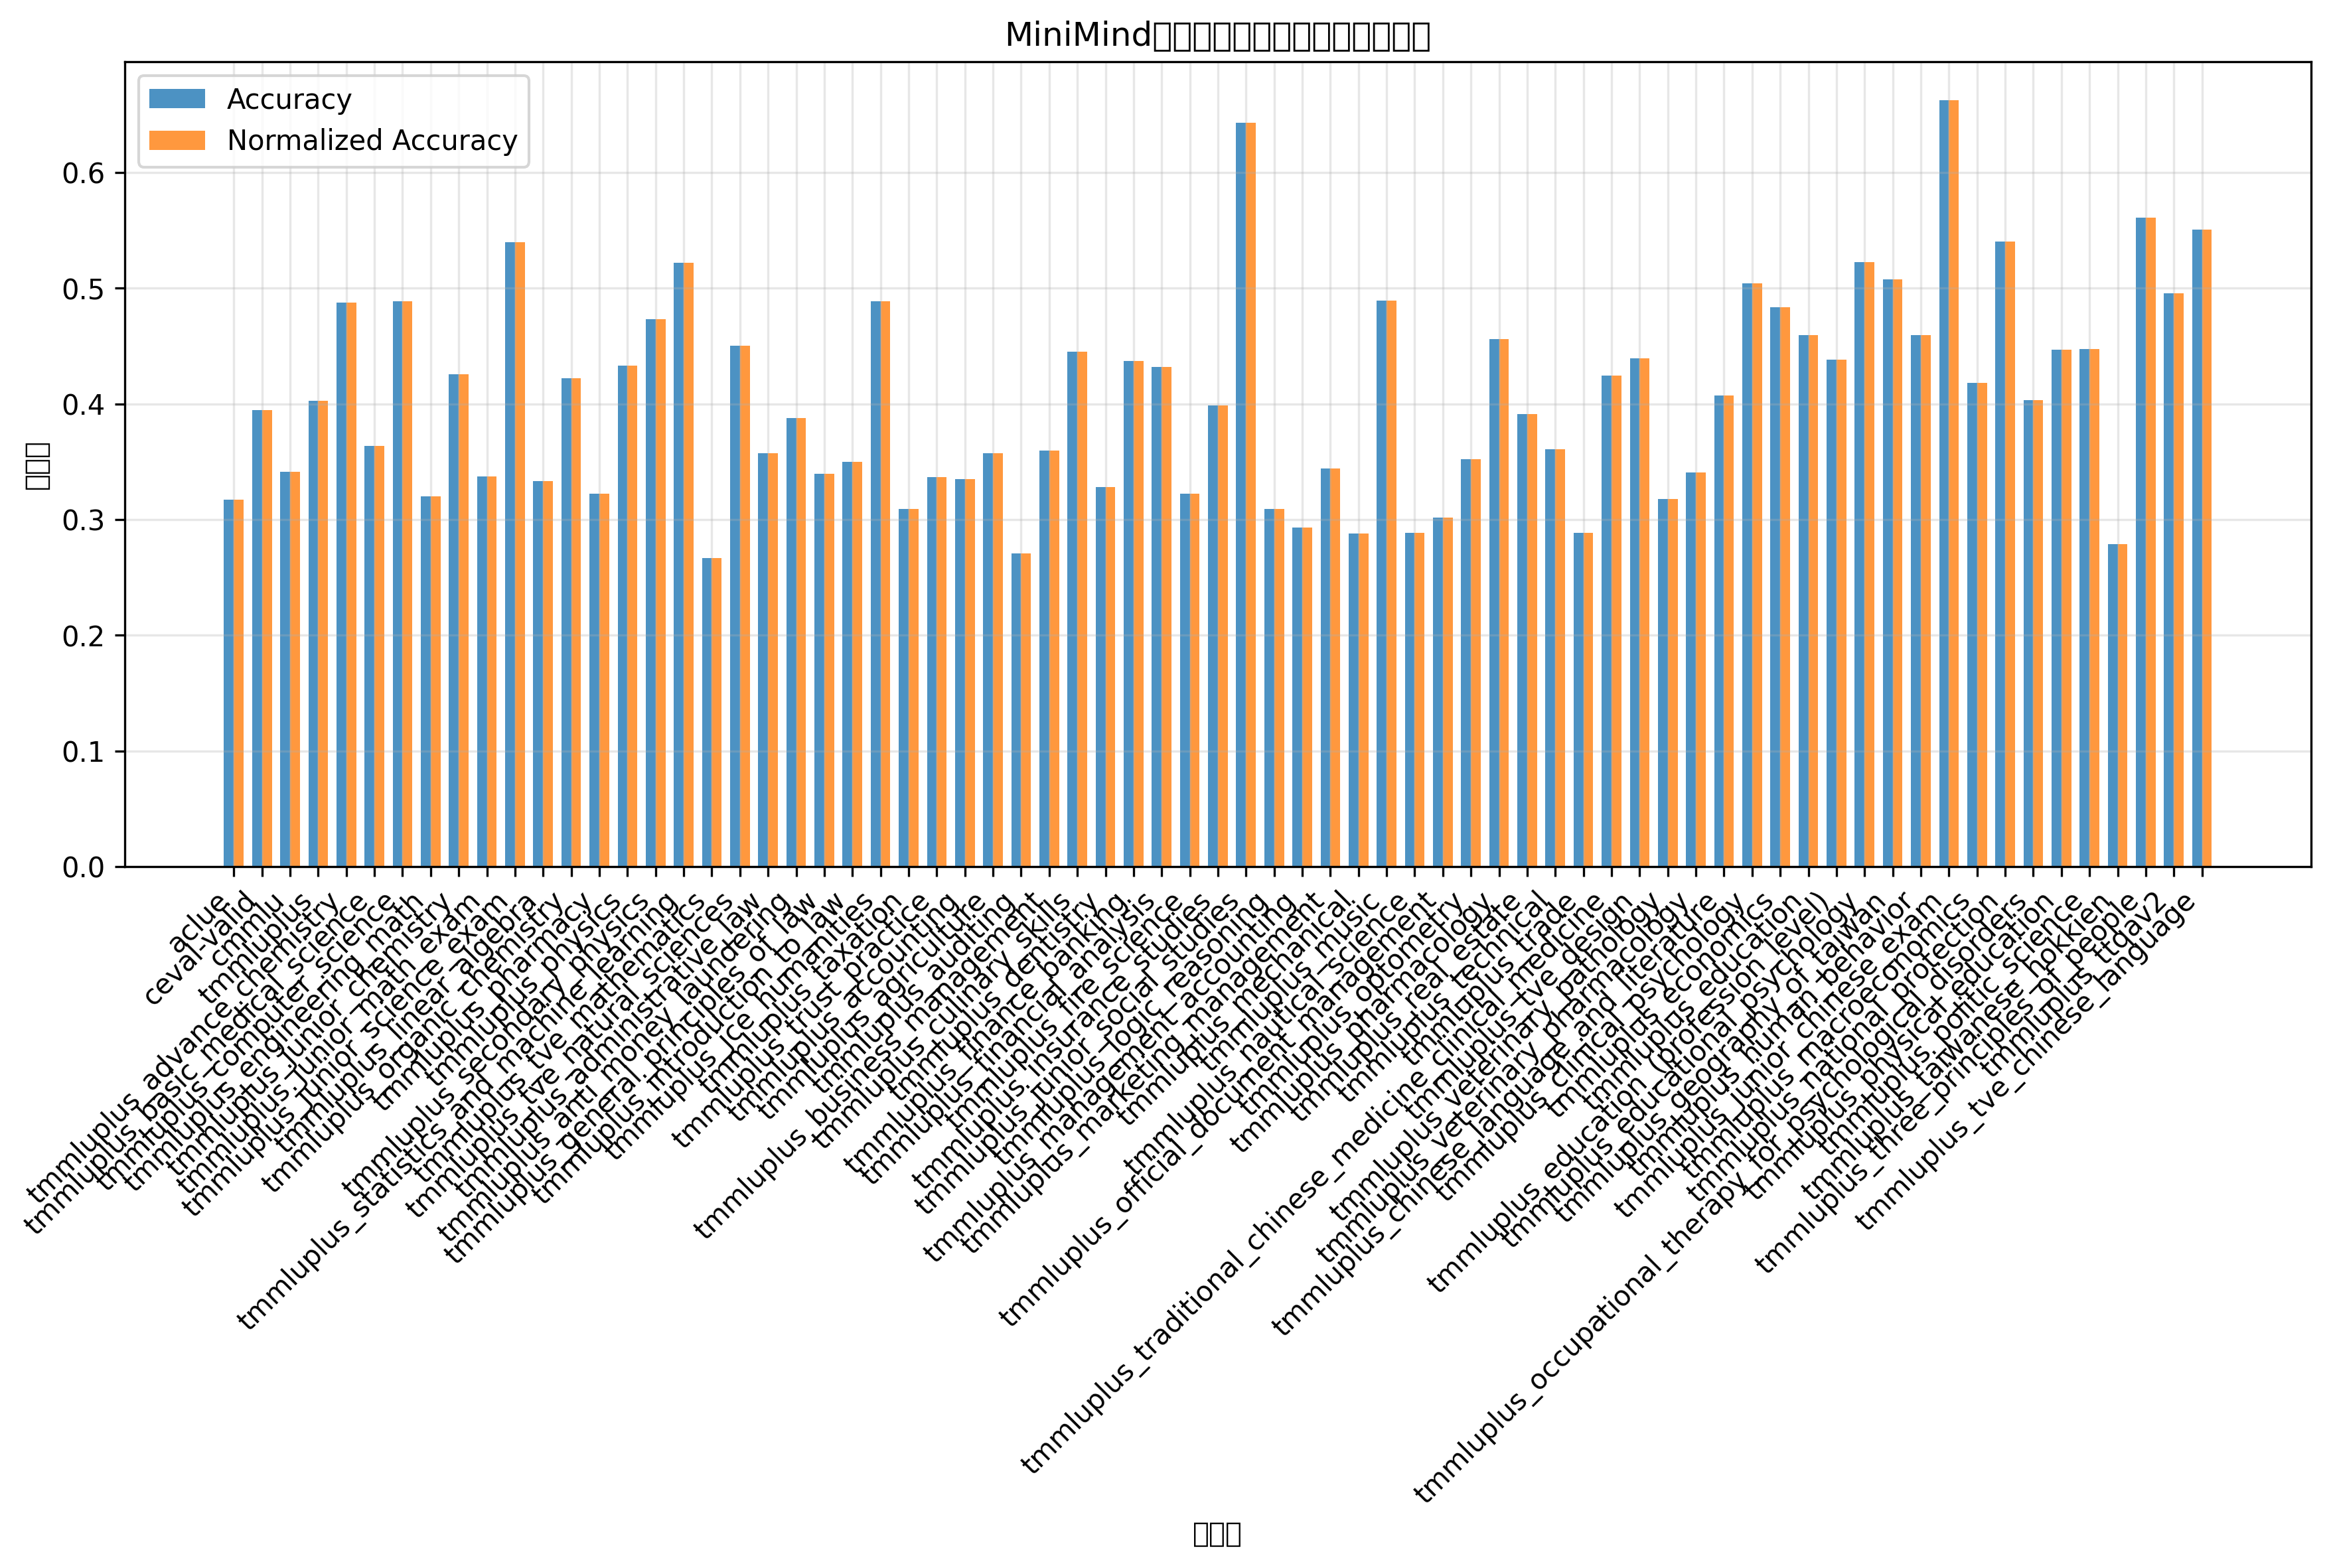 MiniMind
Accuracy
Normalized Accuracy
0.6
0.5
0.4
0.3
0.2
0.1
0.0
aclue
ceval-valid
cmmlu
tmmluplus
tmmluplus_advance_chemistry
tmmluplus_basic_medical_science
tmmluplus_computer_science
tmmluplus_engineering_math
tmmluplus_junior_chemistry
tmmluplus_junior_math_exam
tmmluplus_junior_science_exam
tmmluplus_linear_algebra
tmmluplus_organic_chemistry
tmmluplus_pharmacy
tmmluplus_physics
tmmluplus_secondary_physics
tmmluplus_statistics_and_machine_learning
tmmluplus_tve_mathematics
tmmluplus_tve_natural_sciences
tmmluplus_administrative_law
tmmluplus_anti_money_laundering
tmmluplus_general_principles_of_law
tmmluplus_introduction_to_law
tmmluplus_jce_humanities
tmmluplus_taxation
tmmluplus_trust_practice
tmmluplus_accounting
tmmluplus_agriculture
tmmluplus_auditing
tmmluplus_business_management
tmmluplus_culinary_skills
tmmluplus_dentistry
tmmluplus_finance_banking
tmmluplus_financial_analysis
tmmluplus_fire_science
tmmluplus_insurance_studies
tmmluplus_junior_social_studies
tmmluplus_logic_reasoning
tmmluplus_management_accounting
tmmluplus_marketing_management
tmmluplus_mechanical
tmmluplus_music
tmmluplus_nautical_science
tmmluplus_official_document_management
tmmluplus_optometry
tmmluplus_pharmacology
tmmluplus_real_estate
tmmluplus_technical
tmmluplus_trade
tmmluplus_traditional_chinese_medicine_clinical_medicine
tmmluplus_tve_design
tmmluplus_veterinary_pathology
tmmluplus_veterinary_pharmacology
tmmluplus_chinese_language_and_literature
tmmluplus_clinical_psychology
tmmluplus_economics
tmmluplus_education
tmmluplus_education_(profession_level)
tmmluplus_educational_psychology
tmmluplus_geography_of_taiwan
tmmluplus_human_behavior
tmmluplus_junior_chinese_exam
tmmluplus_macroeconomics
tmmluplus_national_protection
tmmluplus_occupational_therapy_for_psychological_disorders
tmmluplus_physical_education
tmmluplus_politic_science
tmmluplus_taiwanese_hokkien
tmmluplus_three_principles_of_people
tmmluplus_ttqav2
tmmluplus_tve_chinese_language